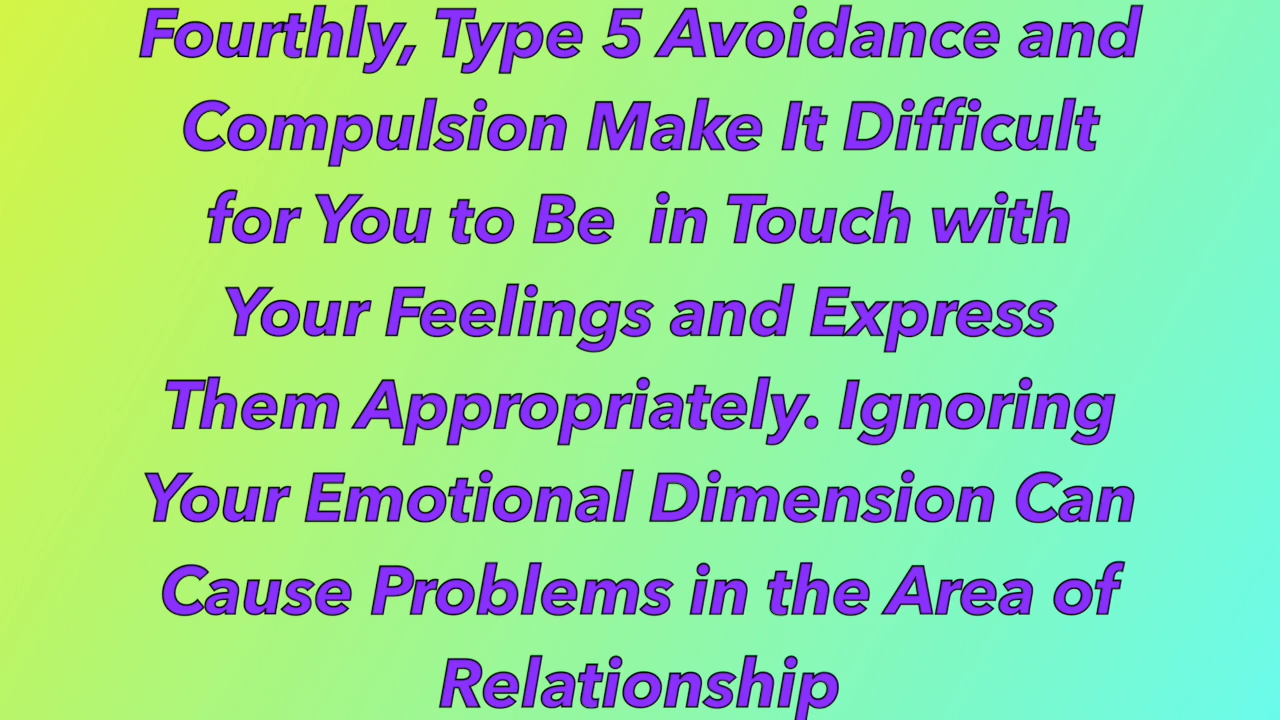 Fourthly, Type 5 Avoidance and
Compulsion Make It Difficult
for You to Be  in Touch with
Your Feelings and Express
Them Appropriately. Ignoring
Your Emotional Dimension Can
Cause Problems in the Area of
Relationship